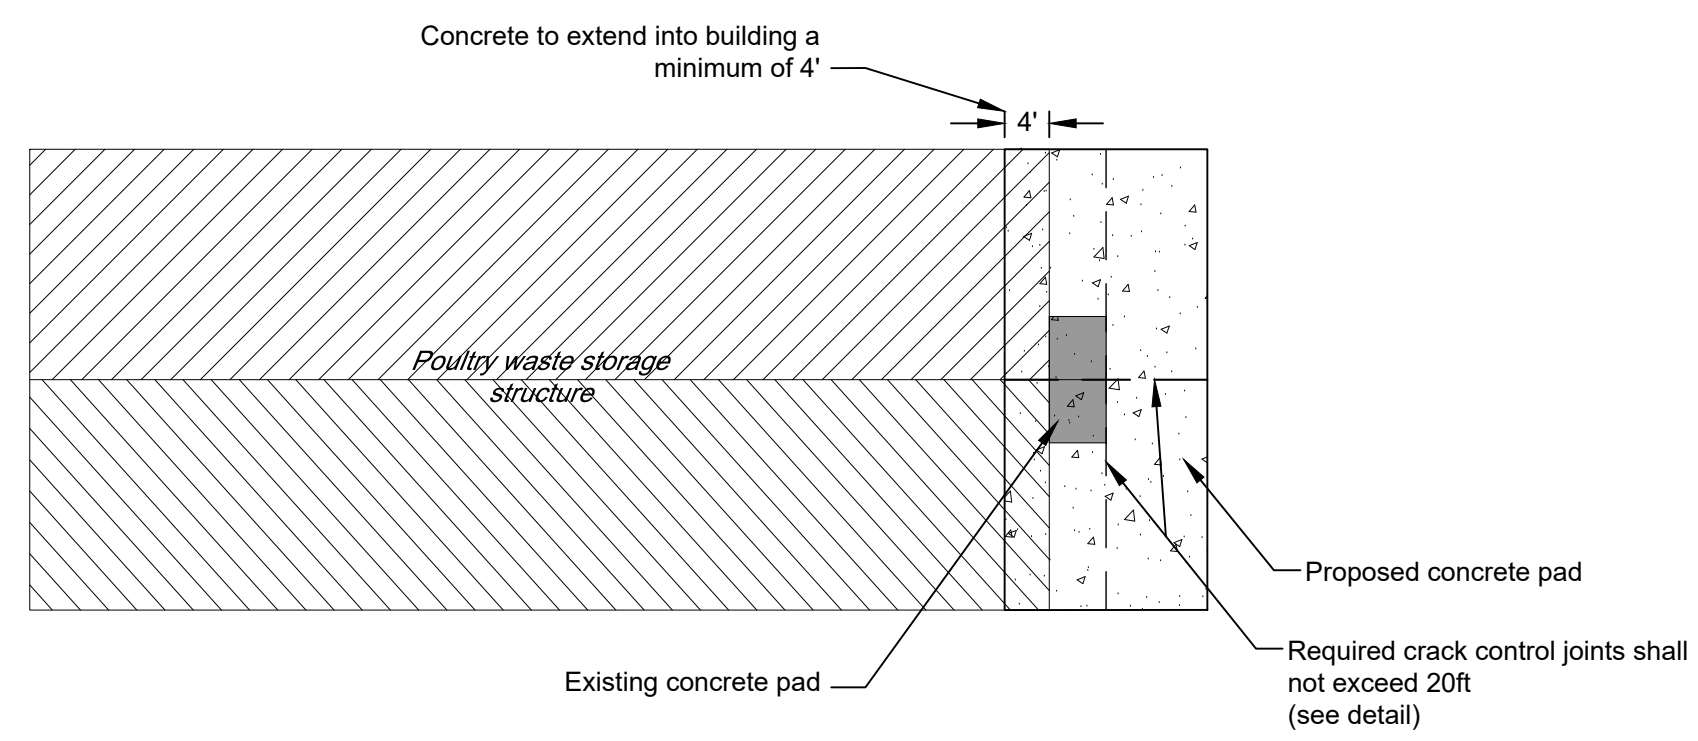 Concrete to extend into building a
minimum of 4'
4'
Poultry waste storage
structure
Proposed concrete pad
Required crack control joints shall
not exceed 20ft
(see detail)
Existing concrete pad